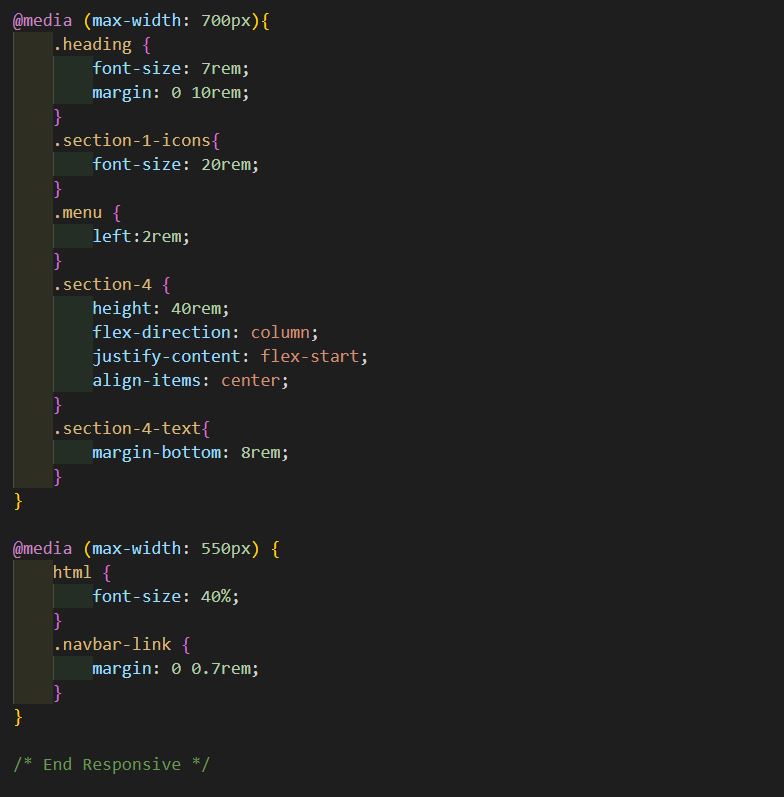 @media (max-width: 700px){
    .heading {
        font-size: 7rem;
        margin: 0 10rem;
    }
    .section-1-icons{
        font-size: 20rem;
    }
    .menu {
        left:2rem;
    }
    .section-4 {
        height: 40rem;
        flex-direction: column;
        justify-content: flex-start;
        align-items: center;
    }
    .section-4-text{
        margin-bottom: 8rem;
    }
}

@media (max-width: 550px) {
    html {
        font-size: 40%;
    }
    .navbar-link {
        margin: 0 0.7rem;
    }
}

/* End Responsive */